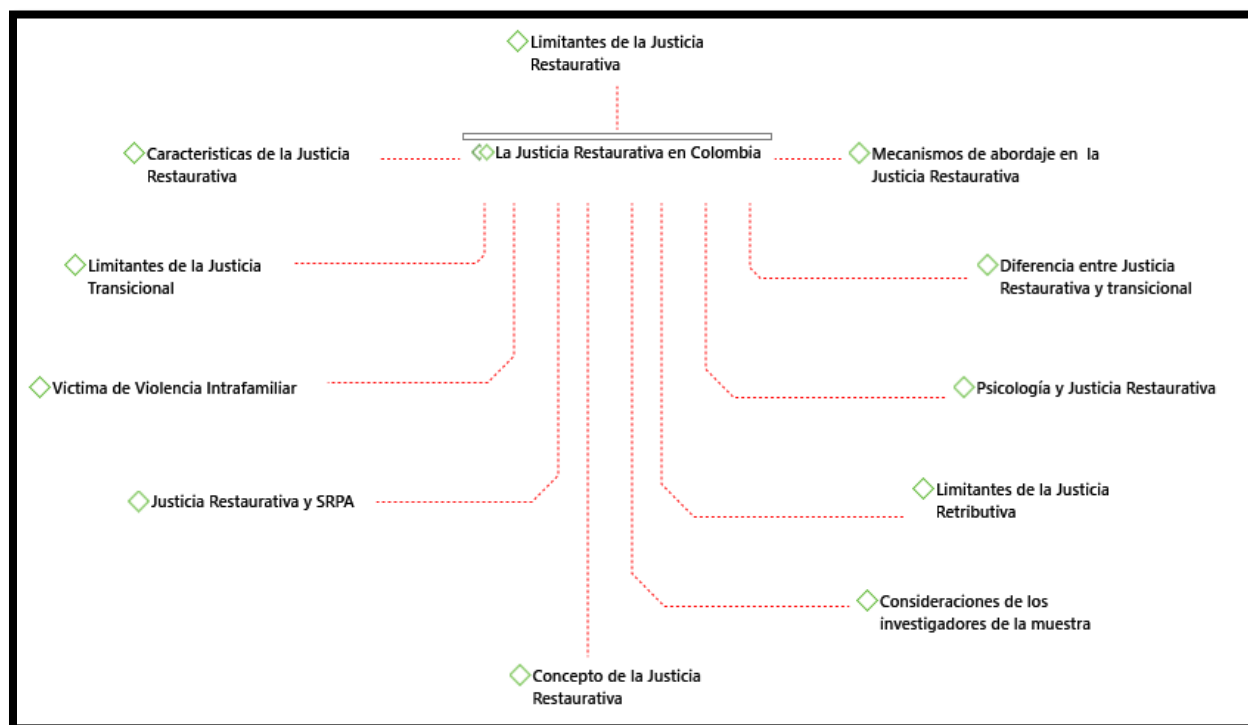 Limitantes de la Justicia
Restaurativa
Caracteristicas de la Justicia
Restaurativa
La Justicia Restaurativa en Colombia
Mecanismos de abordaje en la
Justicia Restaurativa
Limitantes de la Justicia
Transicional
Diferencia entre Justicia
Restaurativa y transicional
Victima de Violencia Intrafamiliar
Psicología y Justicia Restaurativa
Justicia Restaurativa y SRPA
Limitantes de la Justicia
Retributiva
Consideraciones de los
investigadores de la muestra
Concepto de la Justicia
Restaurativa